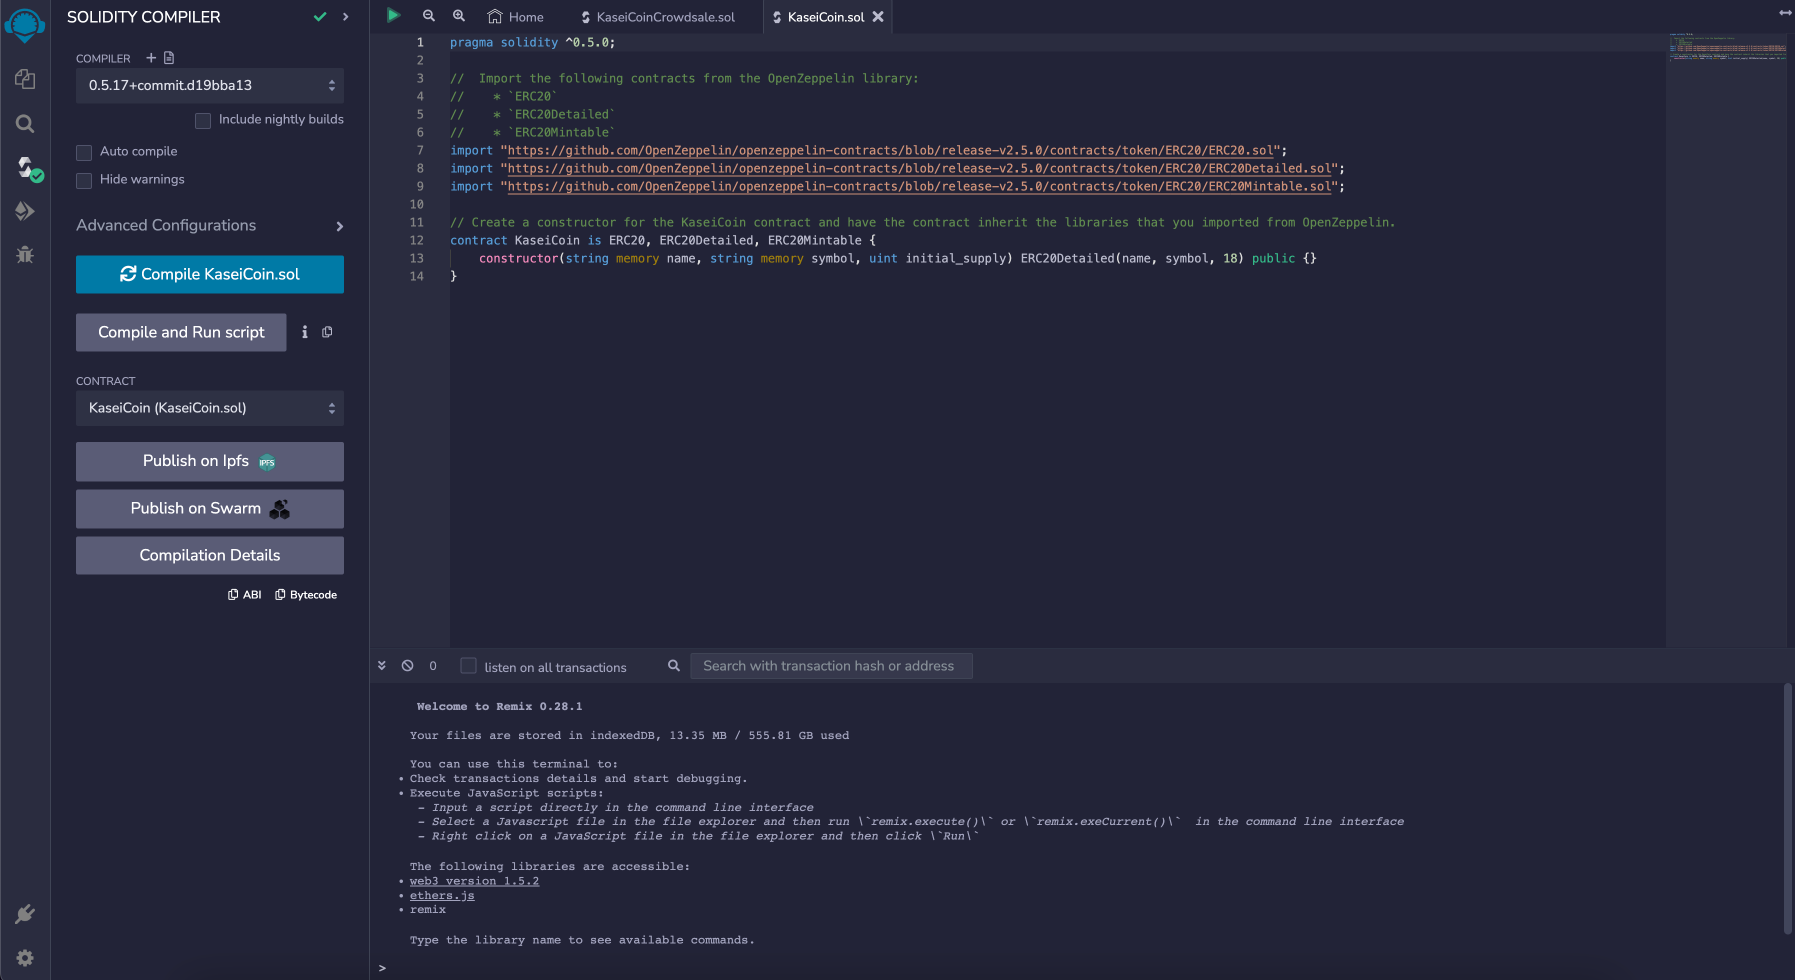 SOLIDITY COMPILER
COMPILER
0.5.17+commit.d19bba13
Include nightly builds
Auto compile
Hide warnings
Advanced Configurations
Compile KaseiCoin.sol
Compile and Run script
CONTRACT
KaseiCoin (KaseiCoin.sol)
Publish on Ipfs IPFS
Publish on Swarm
Compilation Details
ABI Bytecode
Home KaseiCoinCrowdsale.sol KaseiCoin.sol
1 pragma solidity ^0.5.0;
2
3 //  Import the following contracts from the OpenZeppelin library:
4 //    * `ERC20`
5 //    * `ERC20Detailed`
6 //    * `ERC20Mintable`
7 import "https://github.com/OpenZeppelin/openzeppelin-contracts/blob/release-v2.5.0/contracts/token/ERC20/ERC20.sol";
8 import "https://github.com/OpenZeppelin/openzeppelin-contracts/blob/release-v2.5.0/contracts/token/ERC20/ERC20Detailed.sol";
9 import "https://github.com/OpenZeppelin/openzeppelin-contracts/blob/release-v2.5.0/contracts/token/ERC20/ERC20Mintable.sol";
10
11 // Create a constructor for the KaseiCoin contract and have the contract inherit the libraries that you imported from OpenZeppelin.
12 contract KaseiCoin is ERC20, ERC20Detailed, ERC20Mintable {
13     constructor(string memory name, string memory symbol, uint initial_supply) ERC20Detailed(name, symbol, 18) public {}
14 }
0 listen on all transactions Search with transaction hash or address
Welcome to Remix 0.28.1
Your files are stored in indexedDB, 13.35 MB / 555.81 GB used
You can use this terminal to:
• Check transactions details and start debugging.
• Execute JavaScript scripts:
- Input a script directly in the command line interface
- Select a Javascript file in the file explorer and then run \`remix.execute()\` or \`remix.exeCurrent()\`  in the command line interface
- Right click on a JavaScript file in the file explorer and then click \`Run\`
The following libraries are accessible:
• web3 version 1.5.2
• ethers.js
• remix
Type the library name to see available commands.
>